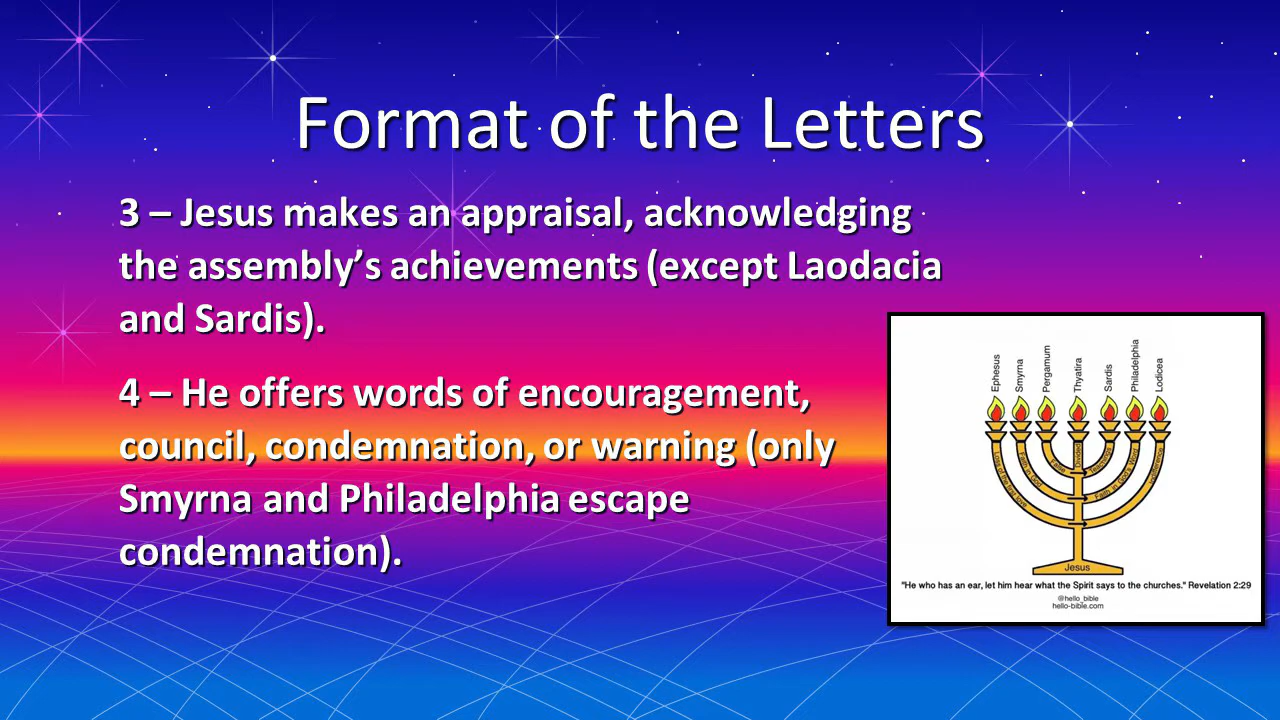 Format of the Letters
3 – Jesus makes an appraisal, acknowledging
the assembly’s achievements (except Laodacia
and Sardis).
4 – He offers words of encouragement,
council, condemnation, or warning (only
Smyrna and Philadelphia escape
condemnation).
Ephesus
Smyrna
Pergamum
Thyatira
Sardis
Philadelphia
Lodicea
Jesus
"He who has an ear, let him hear what the Spirit says to the churches." Revelation 2:29
@hello_bible
hello-bible.com